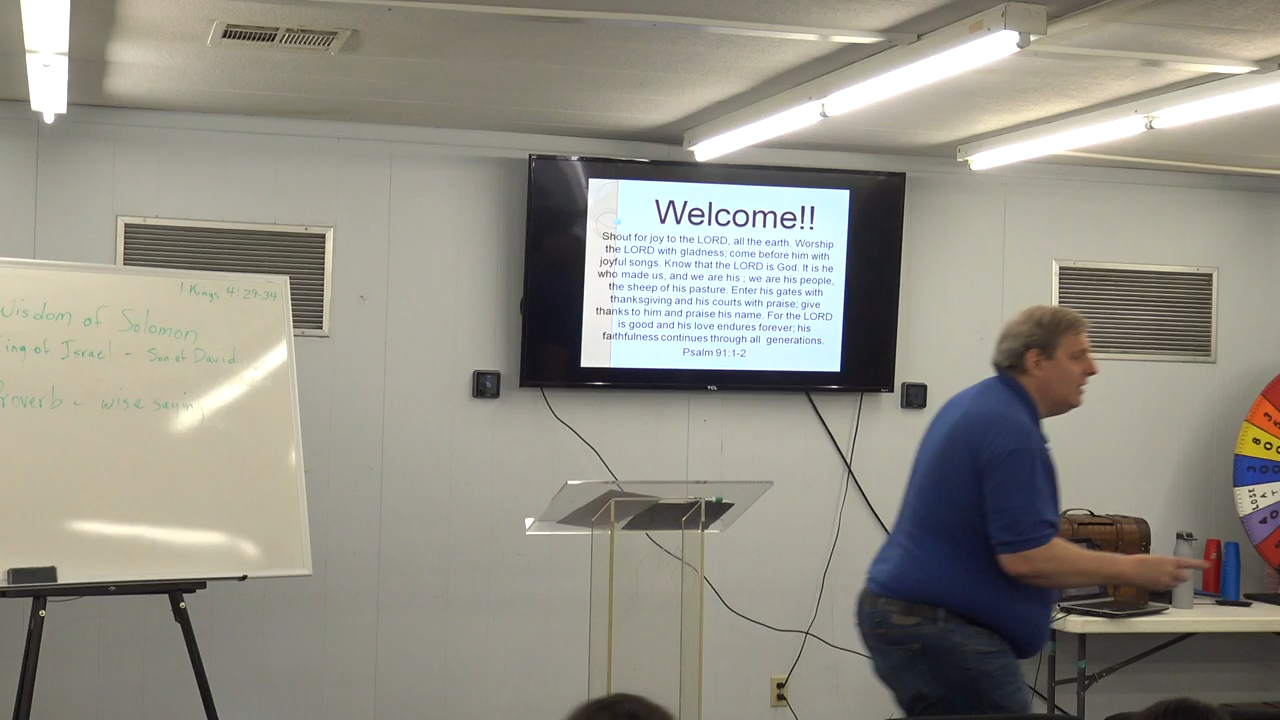 1 Kings 4:29-34
Wisdom of Solomon
King of Israel - Son of David
Proverb - wise saying
Welcome!!
Shout for joy to the LORD, all the earth. Worship
the LORD with gladness; come before him with
joyful songs. Know that the LORD is God. It is he
who made us, and we are his ; we are his people,
the sheep of his pasture. Enter his gates with
thanksgiving and his courts with praise; give
thanks to him and praise his name. For the LORD
is good and his love endures forever; his
faithfulness continues through all generations.
Psalm 91:1-2
TCL
LOSE A T